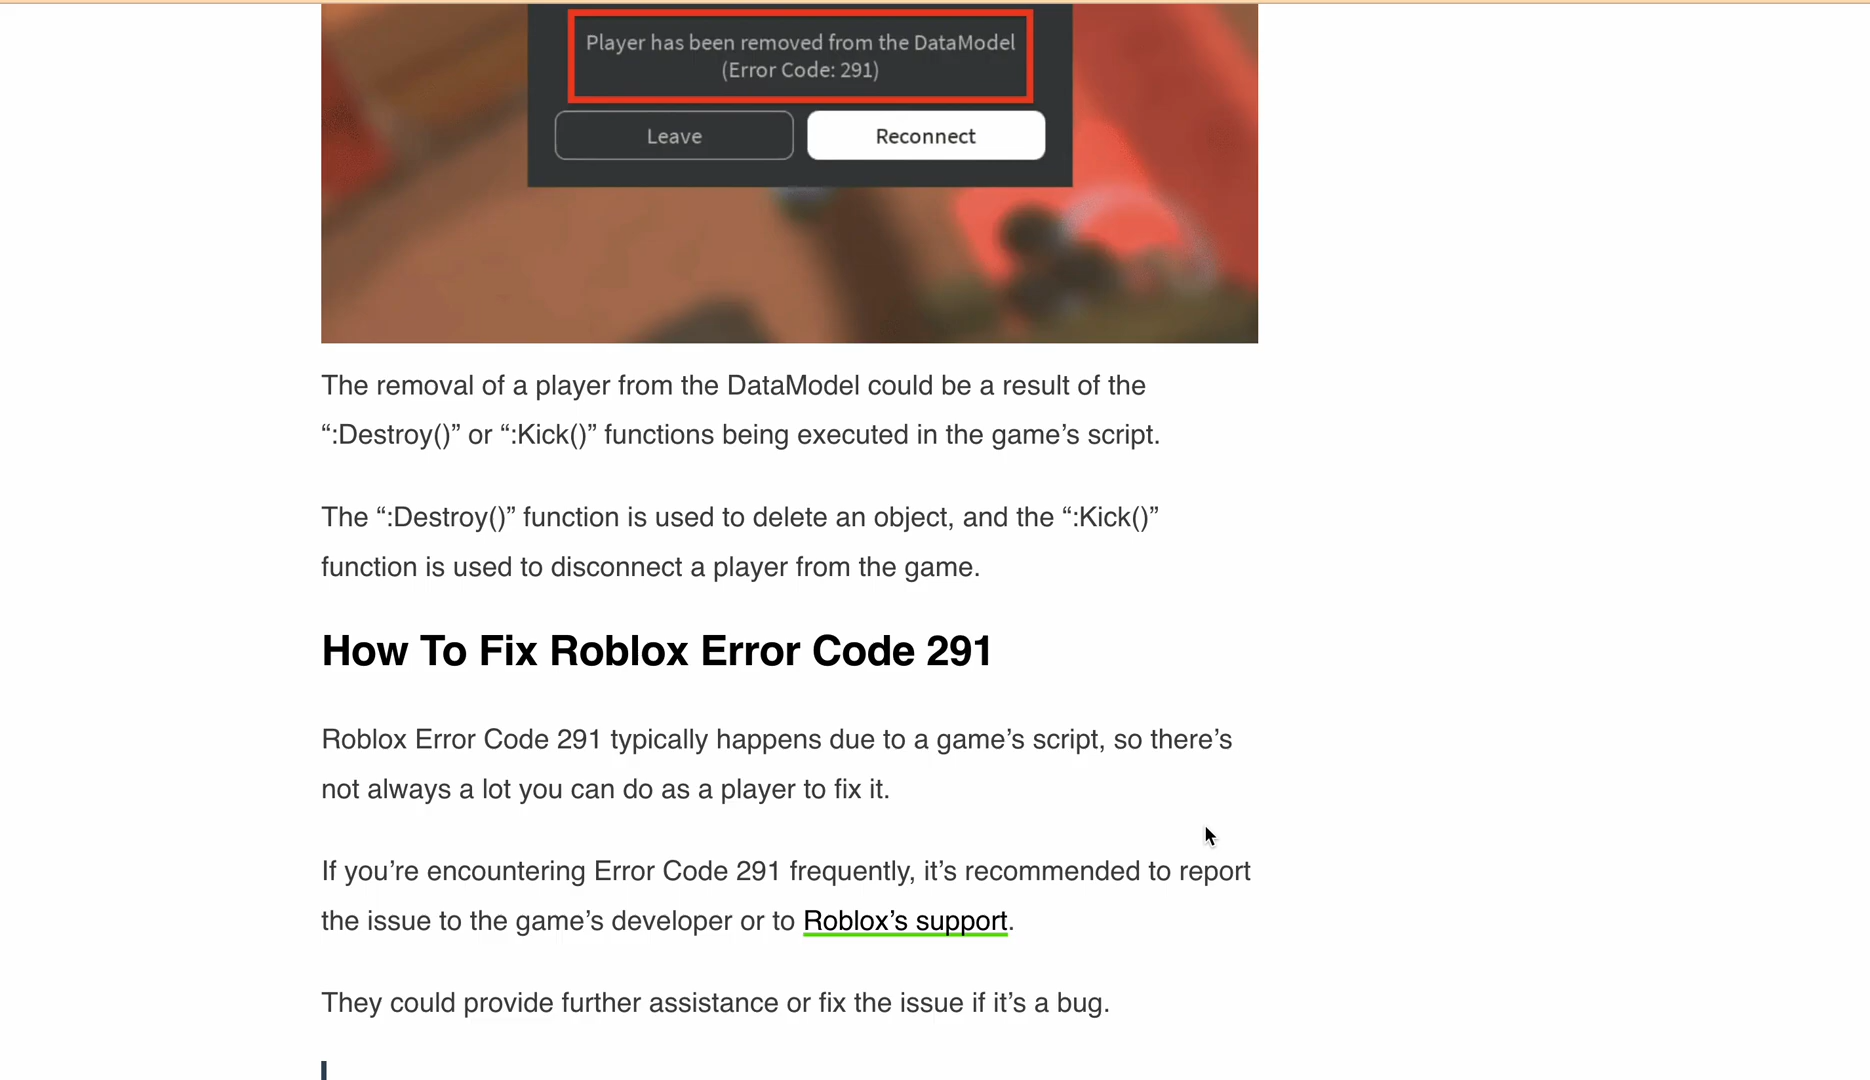 Player has been removed from the DataModel
(Error Code: 291)
Leave
Reconnect
The removal of a player from the DataModel could be a result of the
“:Destroy()” or “:Kick()” functions being executed in the game’s script.
The “:Destroy()” function is used to delete an object, and the “:Kick()”
function is used to disconnect a player from the game.
How To Fix Roblox Error Code 291
Roblox Error Code 291 typically happens due to a game’s script, so there’s
not always a lot you can do as a player to fix it.
If you’re encountering Error Code 291 frequently, it’s recommended to report
the issue to the game’s developer or to Roblox’s support.
They could provide further assistance or fix the issue if it’s a bug.